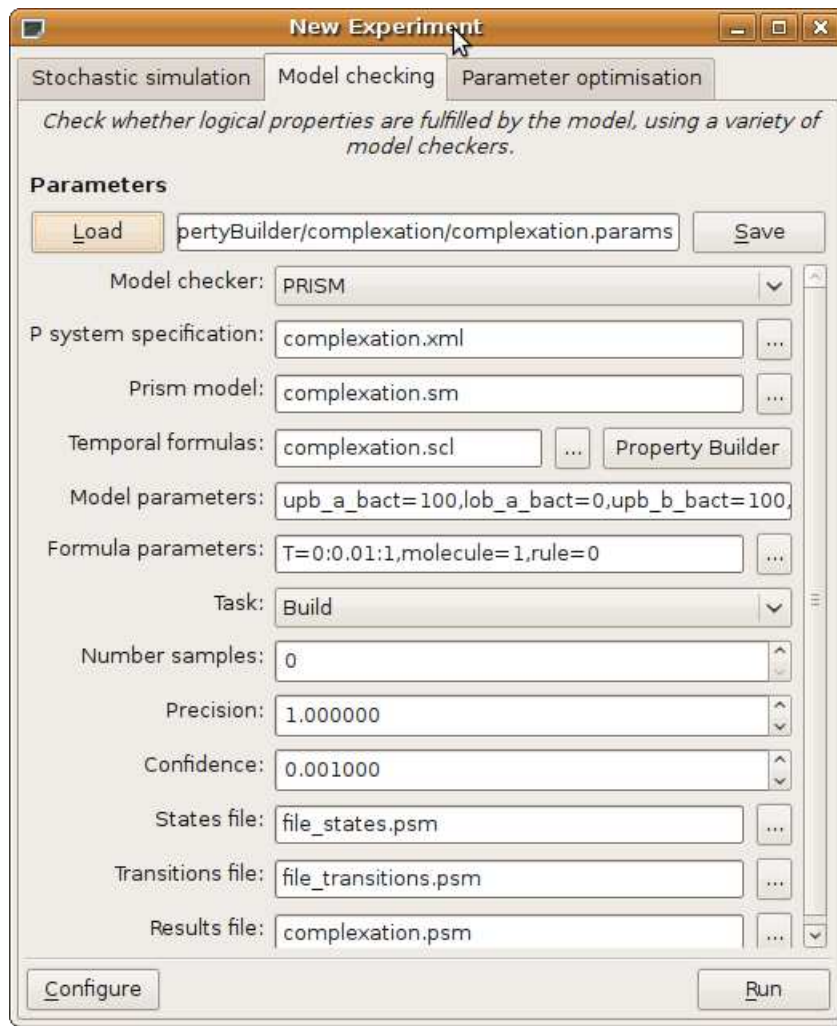 New Experiment
Stochastic simulation Model checking Parameter optimisation
Check whether logical properties are fulfilled by the model, using a variety of
model checkers.
Parameters
Load pertyBuilder/complexation/complexation.params Save
Model checker: PRISM
P system specification: complexation.xml ...
Prism model: complexation.sm ...
Temporal formulas: complexation.scl ... Property Builder
Model parameters: upb_a_bact=100,lob_a_bact=0,upb_b_bact=100,
Formula parameters: T=0:0.01:1,molecule=1,rule=0 ...
Task: Build
Number samples: 0
Precision: 1.000000
Confidence: 0.001000
States file: file_states.psm ...
Transitions file: file_transitions.psm ...
Results file: complexation.psm ...
Configure Run